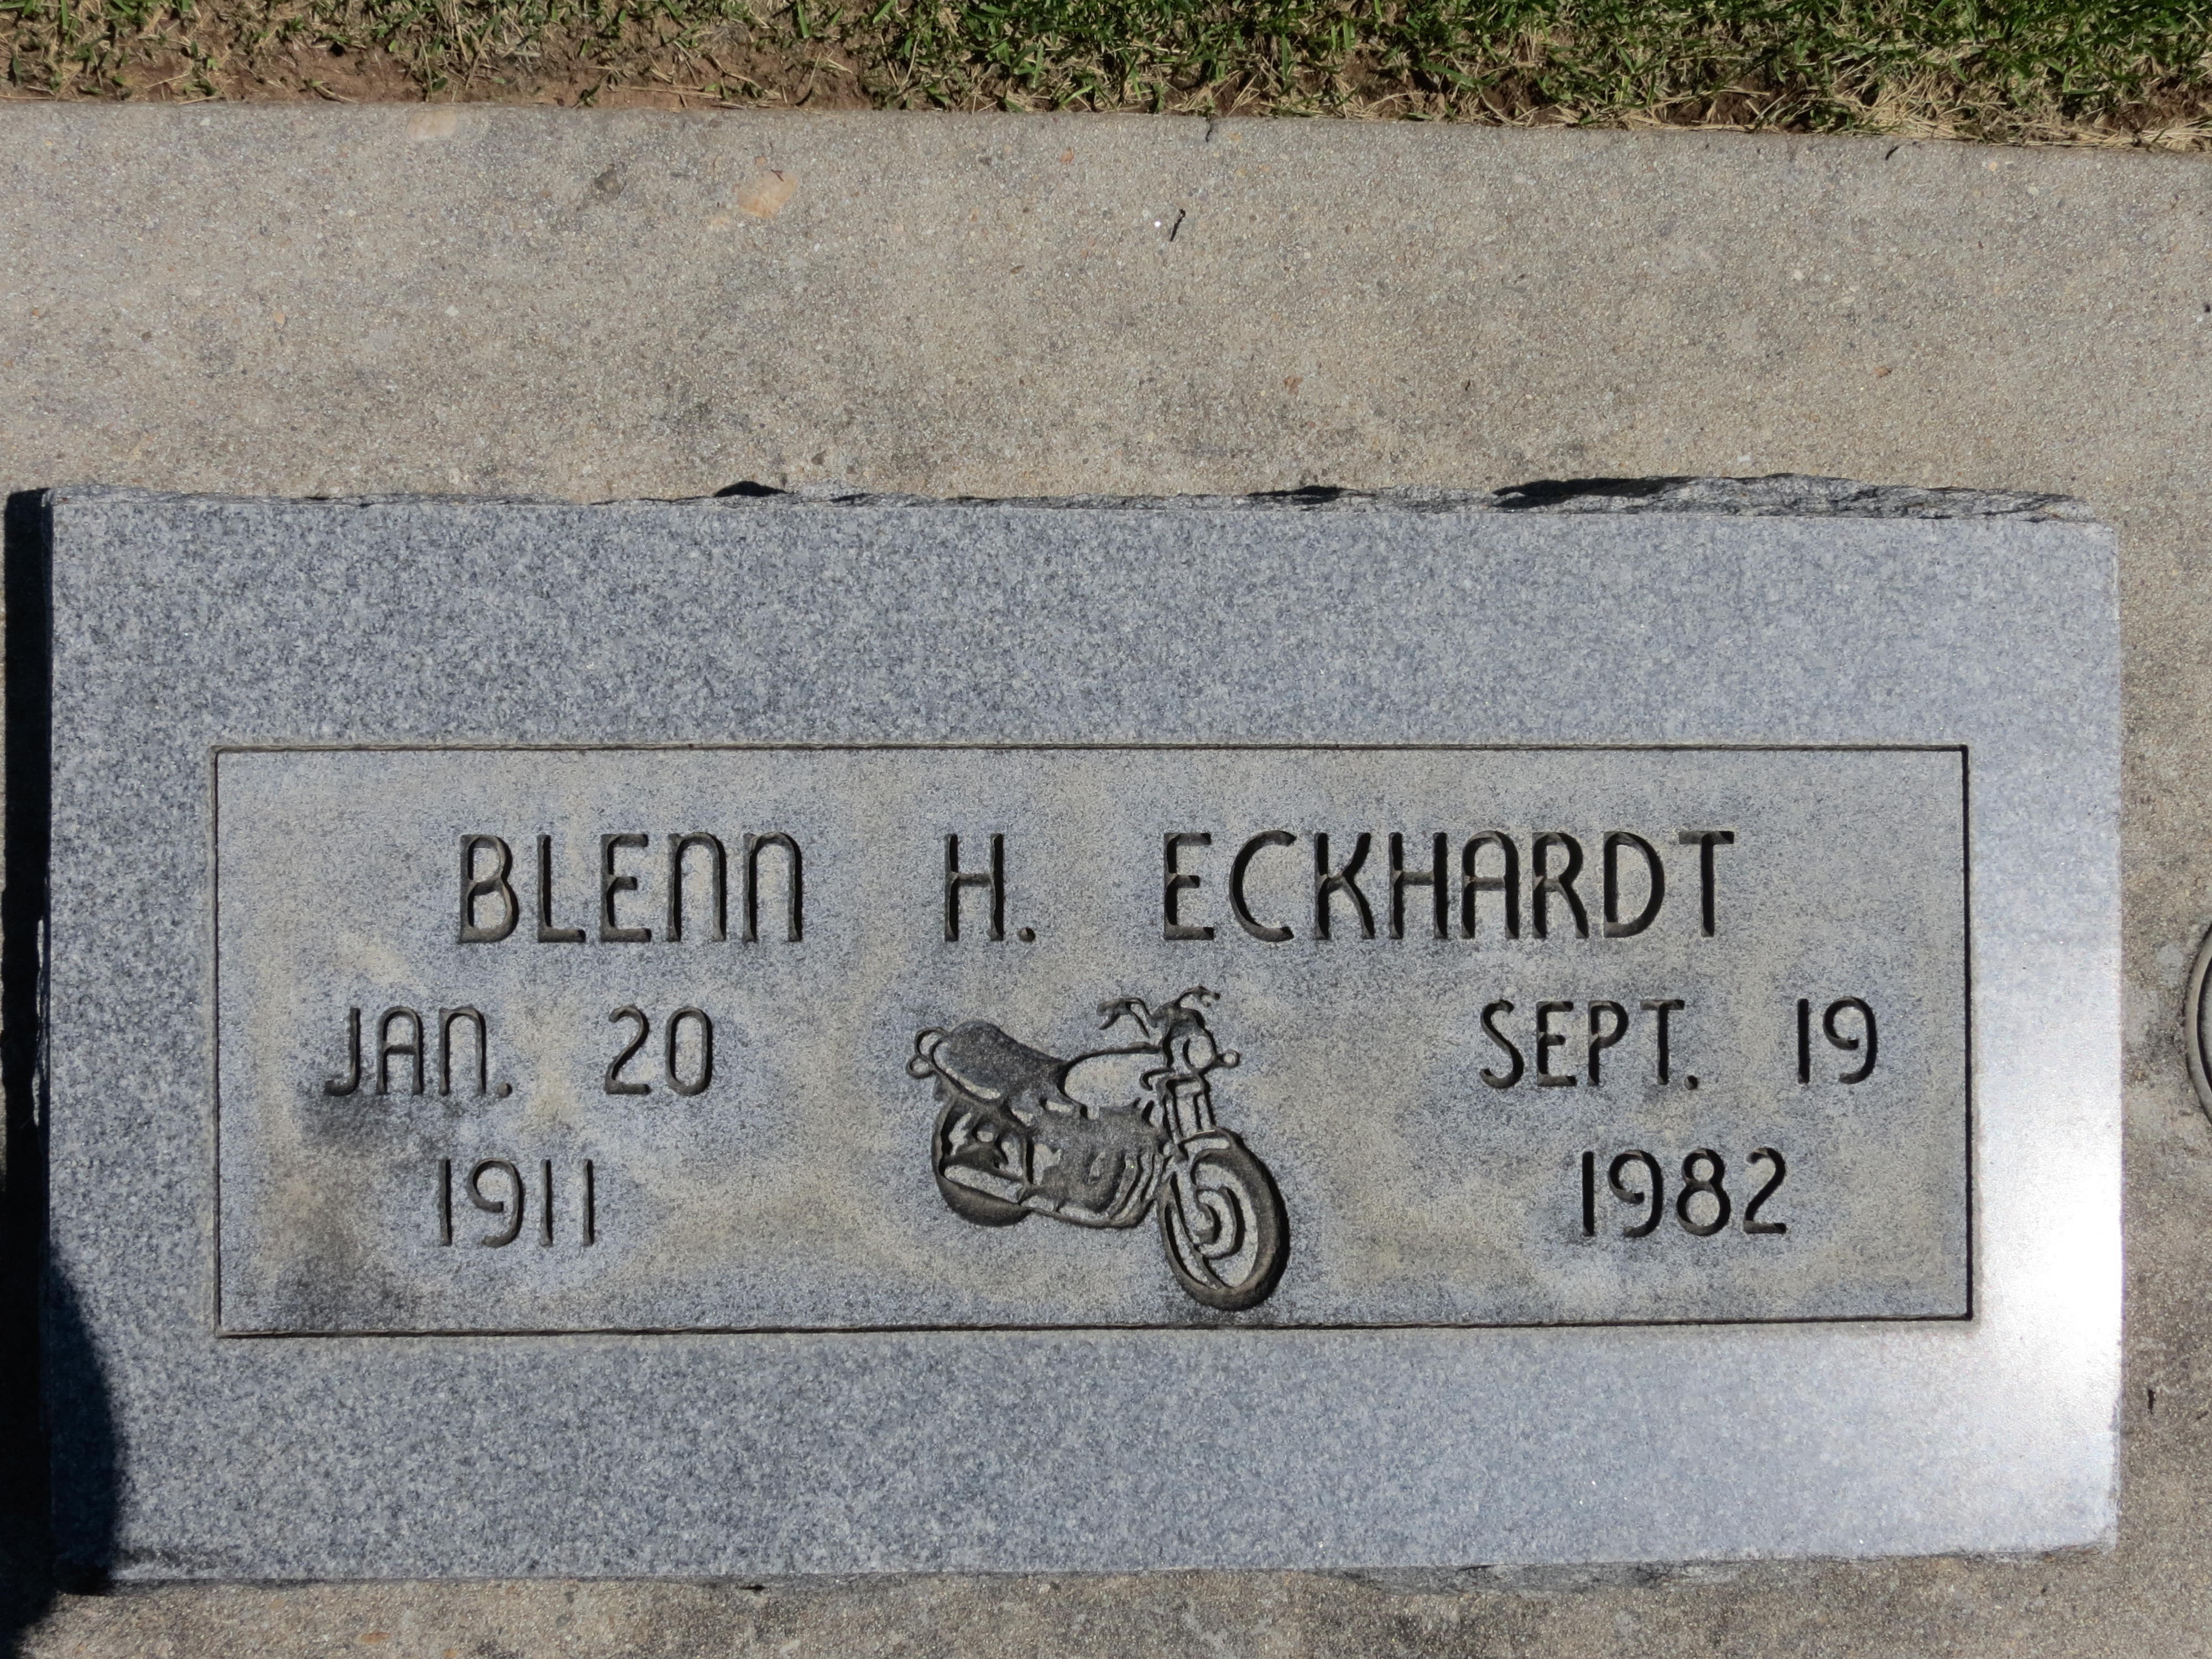 BLENN H. ECKHARDT
JAN. 20 SEPT. 19
1911 1982